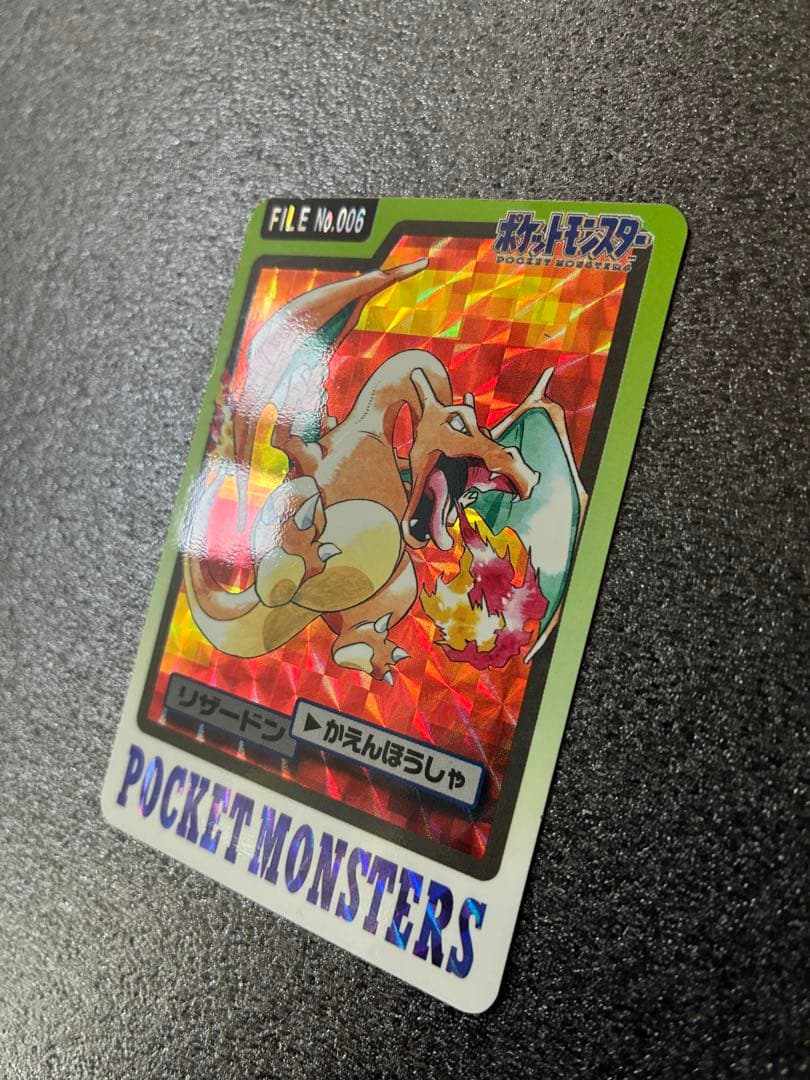 FILE No.006
ポケットモンスター
POCKET MONSTERS
リザードン
▶かえんほうしゃ
POCKET MONSTERS